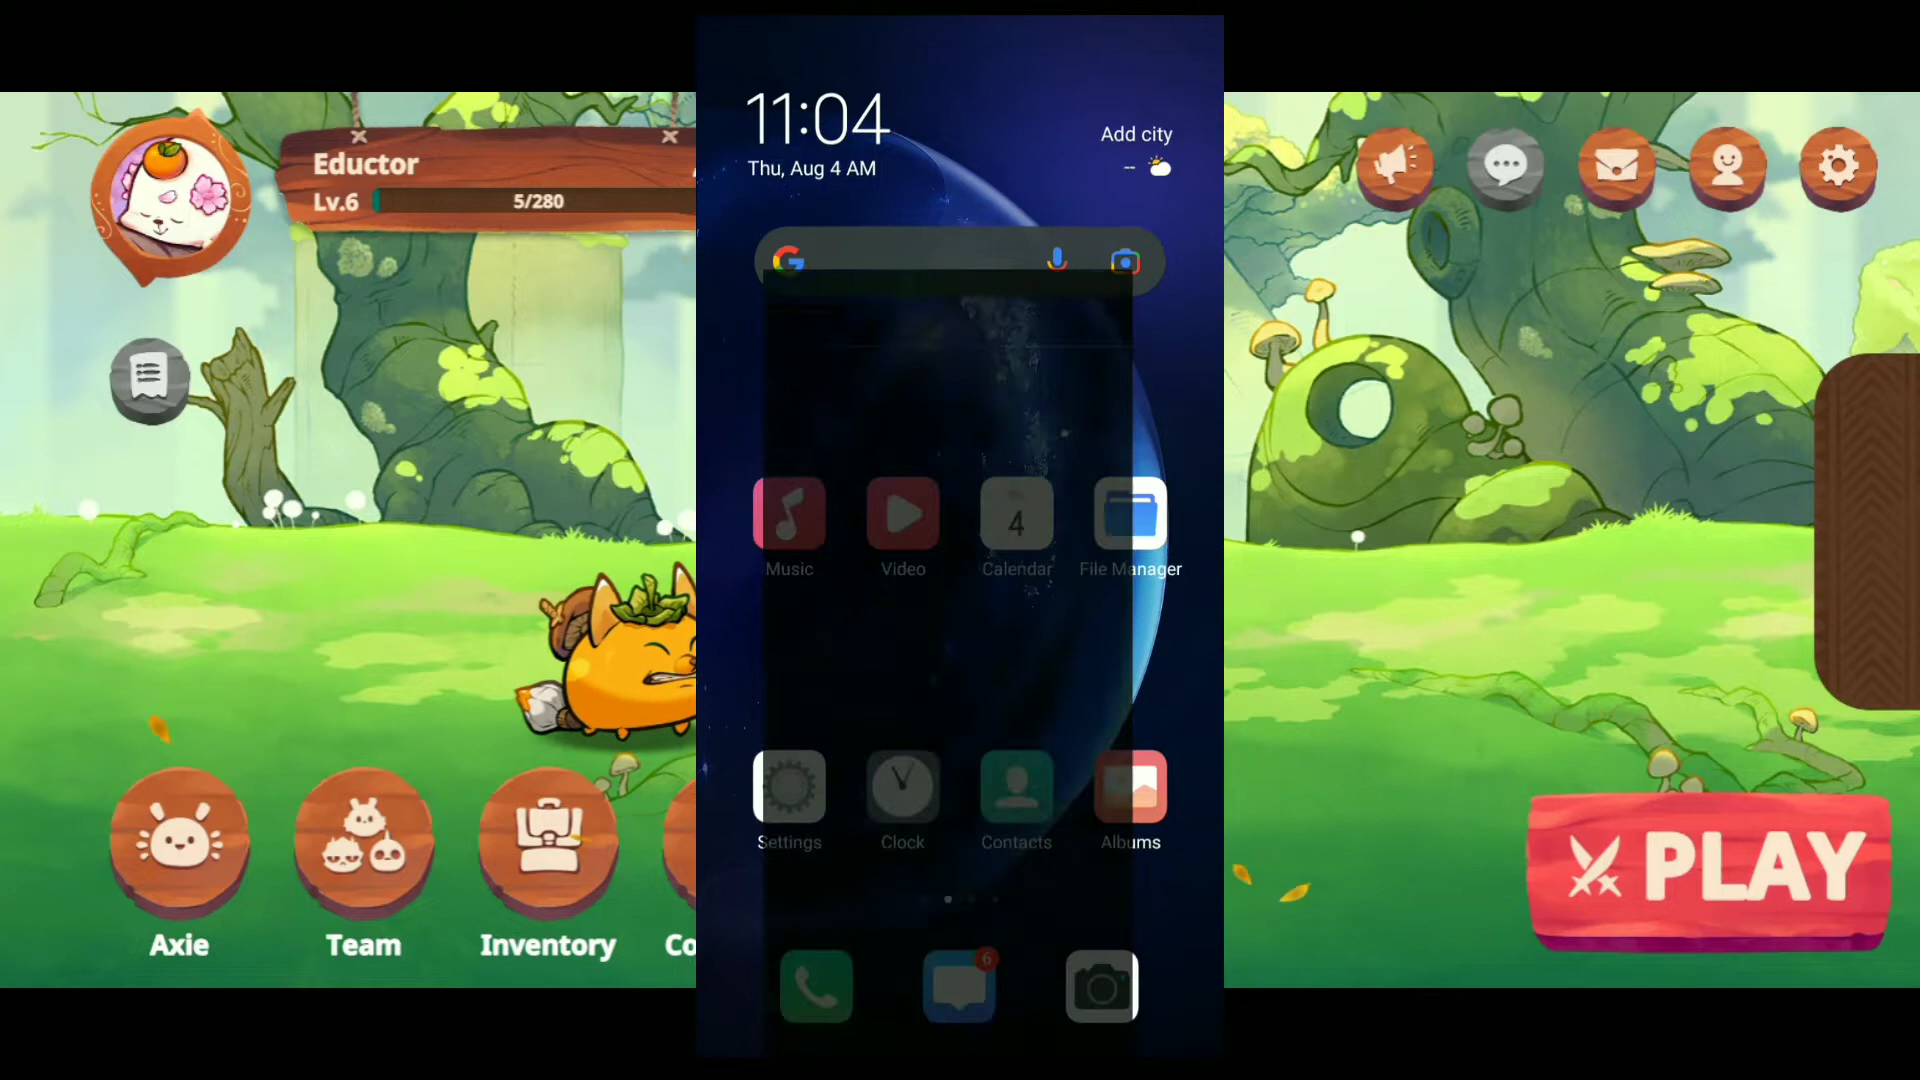 Eductor
Lv.6
5/280
11:04
Thu, Aug 4 AM
Add city
--
G
4
Music
Video
Calendar
File Manager
Settings
Clock
Contacts
Albums
6
Axie
Team
Inventory
Co
PLAY